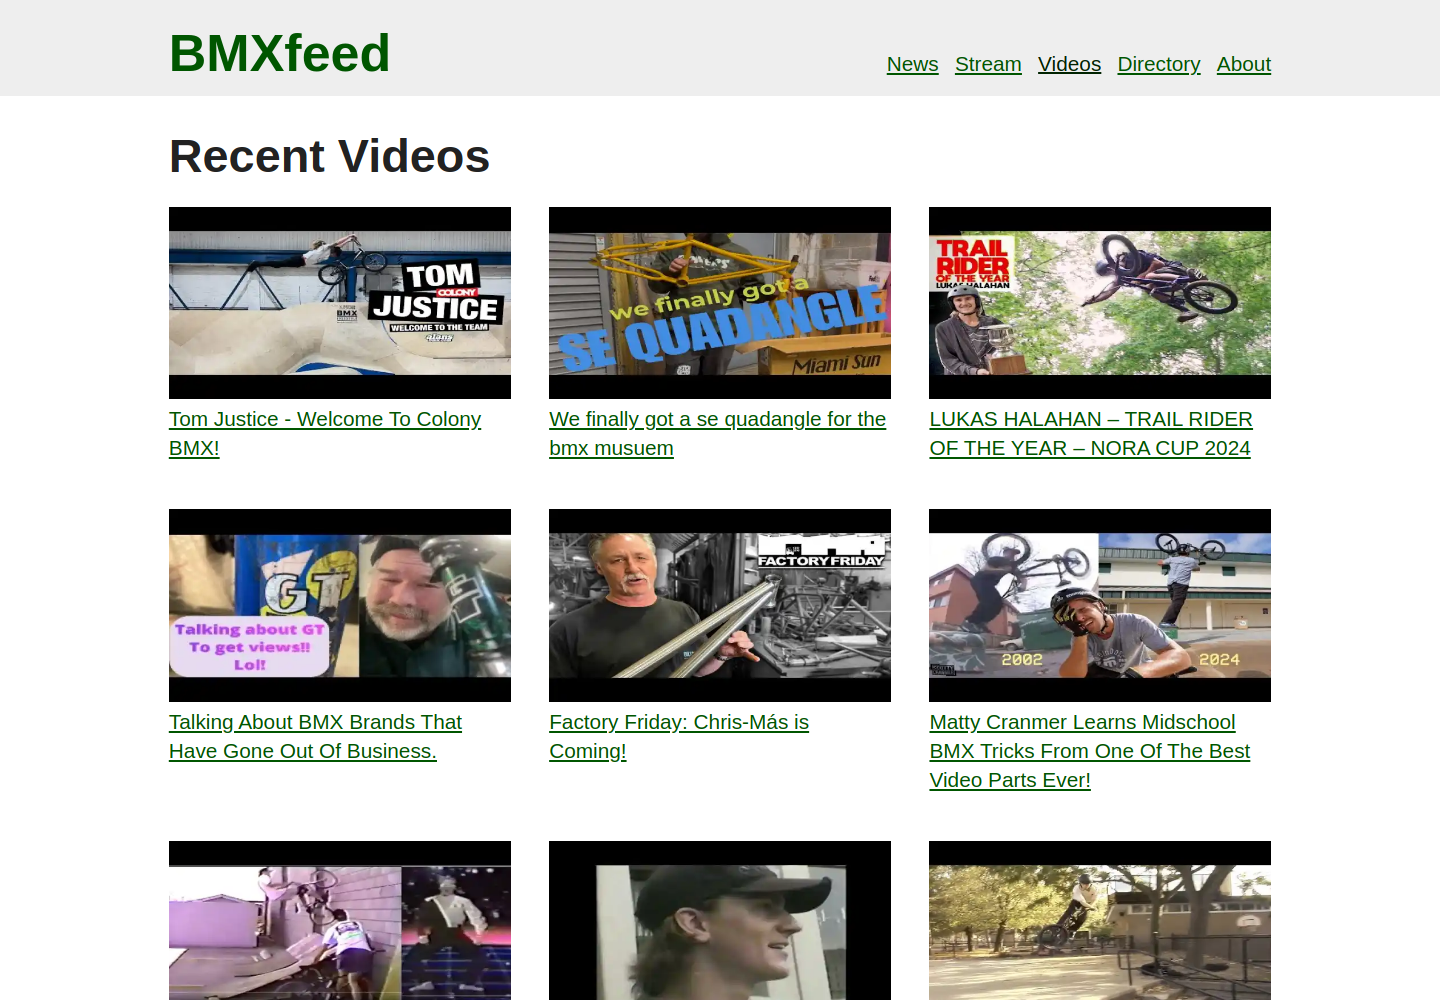 BMXfeed
News Stream Videos Directory About
Recent Videos
TOM
COLONY
JUSTICE
WELCOME TO THE TEAM
BMX
we finally got a
SE QUADANGLE
Miami Sun
TRAIL
RIDER
OF THE YEAR
LUKAS HALAHAN
Tom Justice - Welcome To Colony
BMX!
We finally got a se quadangle for the
bmx musuem
LUKAS HALAHAN – TRAIL RIDER
OF THE YEAR – NORA CUP 2024
GT
Talking about GT
To get views!!
Lol!
FACTORY FRIDAY
2002
2024
Talking About BMX Brands That
Have Gone Out Of Business.
Factory Friday: Chris-Más is
Coming!
Matty Cranmer Learns Midschool
BMX Tricks From One Of The Best
Video Parts Ever!